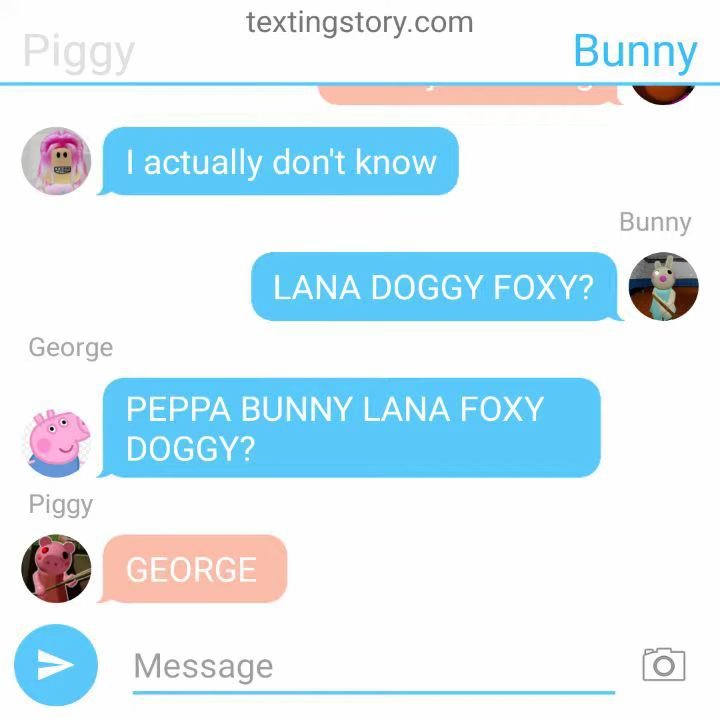 textingstory.com
Piggy
Bunny
I actually don't know
Bunny
LANA DOGGY FOXY?
George
PEPPA BUNNY LANA FOXY
DOGGY?
Piggy
GEORGE
Message